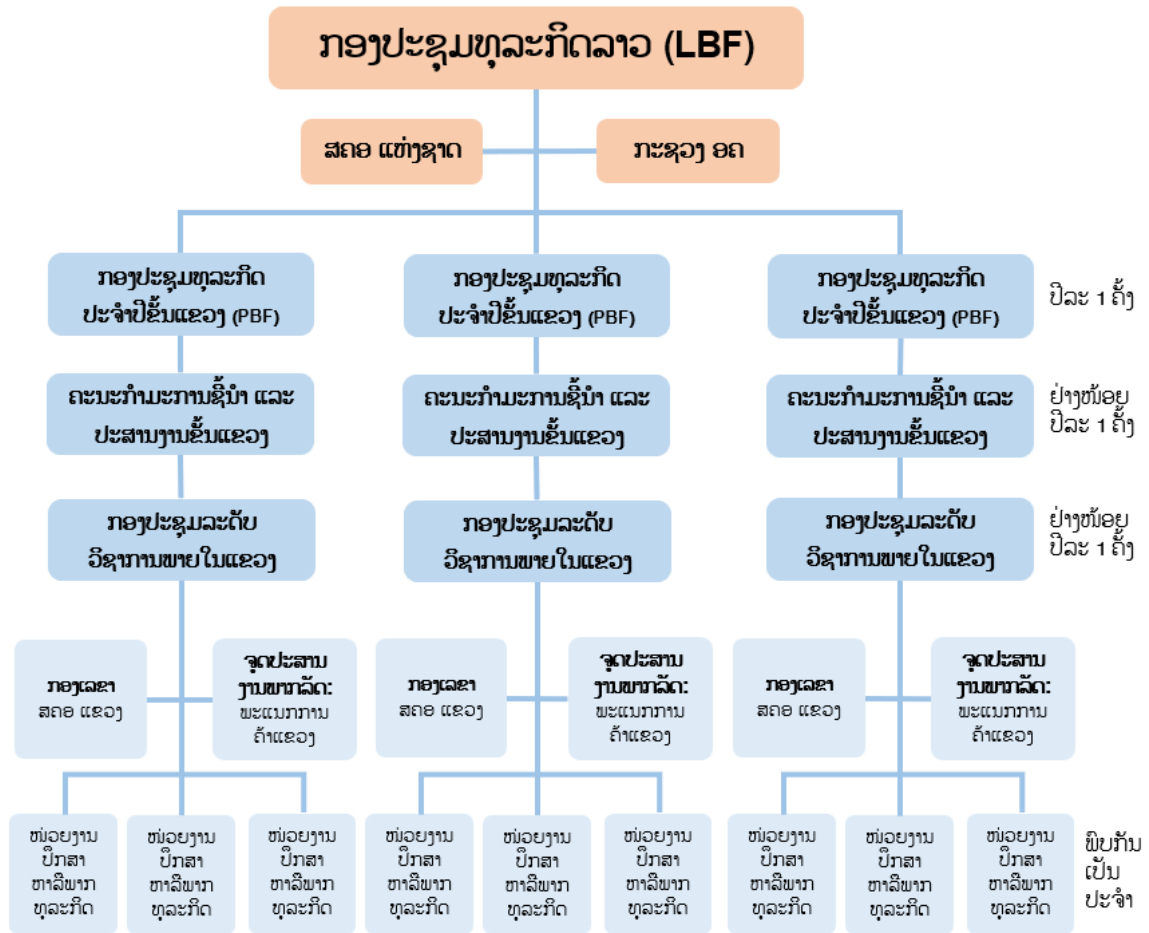 ກອງປະຊຸມທຸລະກິດລາວ (LBF)
ສຄອ ແຫ່ງຊາດ
ກະຊວງ ອຄ
ກອງປະຊຸມທຸລະກິດ
ປະຈຳປີຂັ້ນແຂວງ (PBF)
ກອງປະຊຸມທຸລະກິດ
ປະຈຳປີຂັ້ນແຂວງ (PBF)
ກອງປະຊຸມທຸລະກິດ
ປະຈຳປີຂັ້ນແຂວງ (PBF)
ປີລະ 1 ຄັ້ງ
ຄະນະກຳມະການຊີ້ນຳ ແລະ
ປະສານງານຂັ້ນແຂວງ
ຄະນະກຳມະການຊີ້ນຳ ແລະ
ປະສານງານຂັ້ນແຂວງ
ຄະນະກຳມະການຊີ້ນຳ ແລະ
ປະສານງານຂັ້ນແຂວງ
ຢ່າງໜ້ອຍ
ປີລະ 1 ຄັ້ງ
ກອງປະຊຸມລະດັບ
ວິຊາການພາຍໃນແຂວງ
ກອງປະຊຸມລະດັບ
ວິຊາການພາຍໃນແຂວງ
ກອງປະຊຸມລະດັບ
ວິຊາການພາຍໃນແຂວງ
ຢ່າງໜ້ອຍ
ປີລະ 1 ຄັ້ງ
ກອງເລຂາ
ສຄອ ແຂວງ
ຈຸດປະສານ
ງານພາກລັດ:
ພະແນກການ
ຄ້າແຂວງ
ກອງເລຂາ
ສຄອ ແຂວງ
ຈຸດປະສານ
ງານພາກລັດ:
ພະແນກການ
ຄ້າແຂວງ
ກອງເລຂາ
ສຄອ ແຂວງ
ຈຸດປະສານ
ງານພາກລັດ:
ພະແນກການ
ຄ້າແຂວງ
ໜ່ວຍງານ
ປຶກສາ
ຫາລືພາກ
ທຸລະກິດ
ໜ່ວຍງານ
ປຶກສາ
ຫາລືພາກ
ທຸລະກິດ
ໜ່ວຍງານ
ປຶກສາ
ຫາລືພາກ
ທຸລະກິດ
ໜ່ວຍງານ
ປຶກສາ
ຫາລືພາກ
ທຸລະກິດ
ໜ່ວຍງານ
ປຶກສາ
ຫາລືພາກ
ທຸລະກິດ
ໜ່ວຍງານ
ປຶກສາ
ຫາລືພາກ
ທຸລະກິດ
ໜ່ວຍງານ
ປຶກສາ
ຫາລືພາກ
ທຸລະກິດ
ໜ່ວຍງານ
ປຶກສາ
ຫາລືພາກ
ທຸລະກິດ
ໜ່ວຍງານ
ປຶກສາ
ຫາລືພາກ
ທຸລະກິດ
ພົບກັນ
ເປັນ
ປະຈຳ